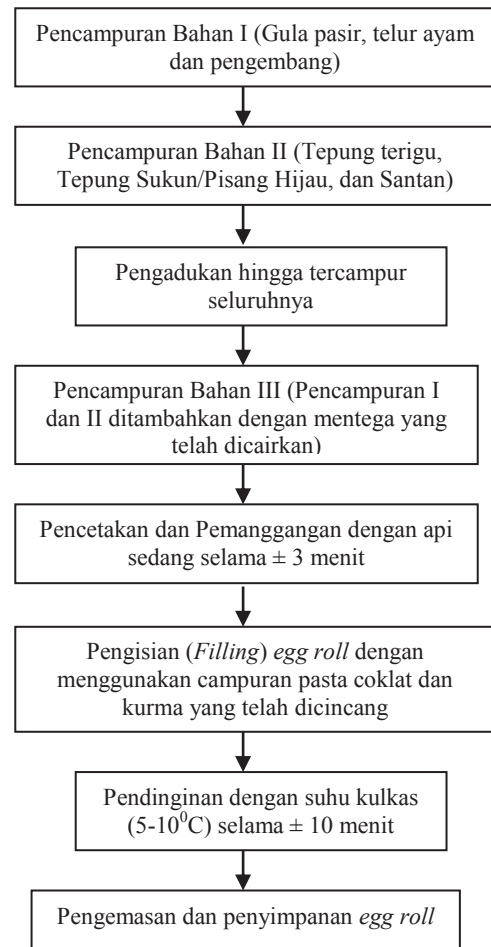 Pencampuran Bahan I (Gula pasir, telur ayam
dan pengembang)
Pencampuran Bahan II (Tepung terigu,
Tepung Sukun/Pisang Hijau, dan Santan)
Pengadukan hingga tercampur
seluruhnya
Pencampuran Bahan III (Pencampuran I
dan II ditambahkan dengan mentega yang
telah dicairkan)
Pencetakan dan Pemanggangan dengan api
sedang selama ± 3 menit
Pengisian (Filling) egg roll dengan
menggunakan campuran pasta coklat dan
kurma yang telah dicincang
Pendinginan dengan suhu kulkas
(5-10⁰C) selama ± 10 menit
Pengemasan dan penyimpanan egg roll